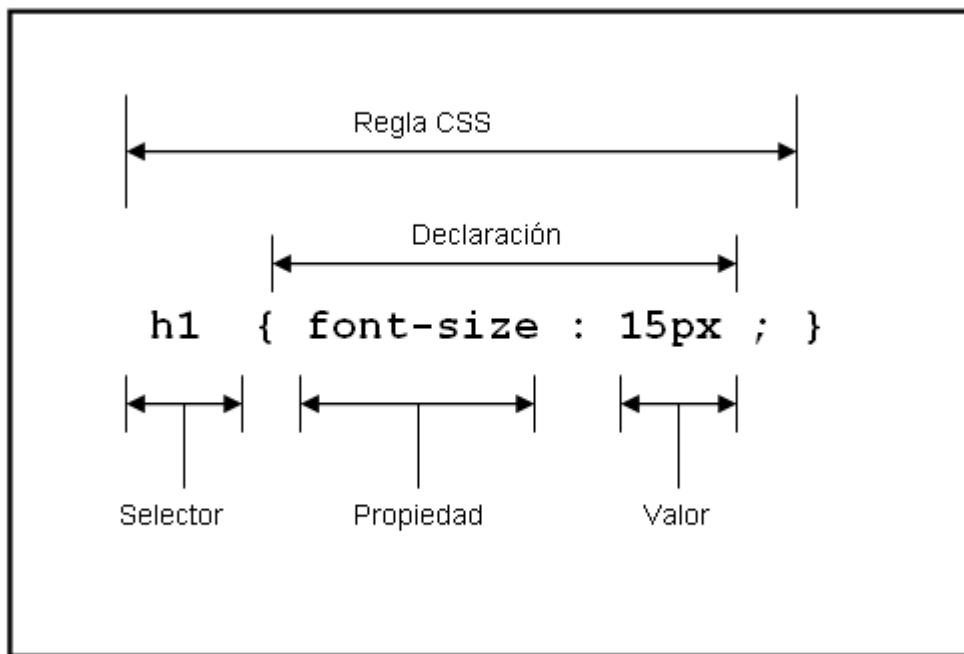 Regla CSS
Declaración
h1 { font-size : 15px ; }
Selector Propiedad Valor